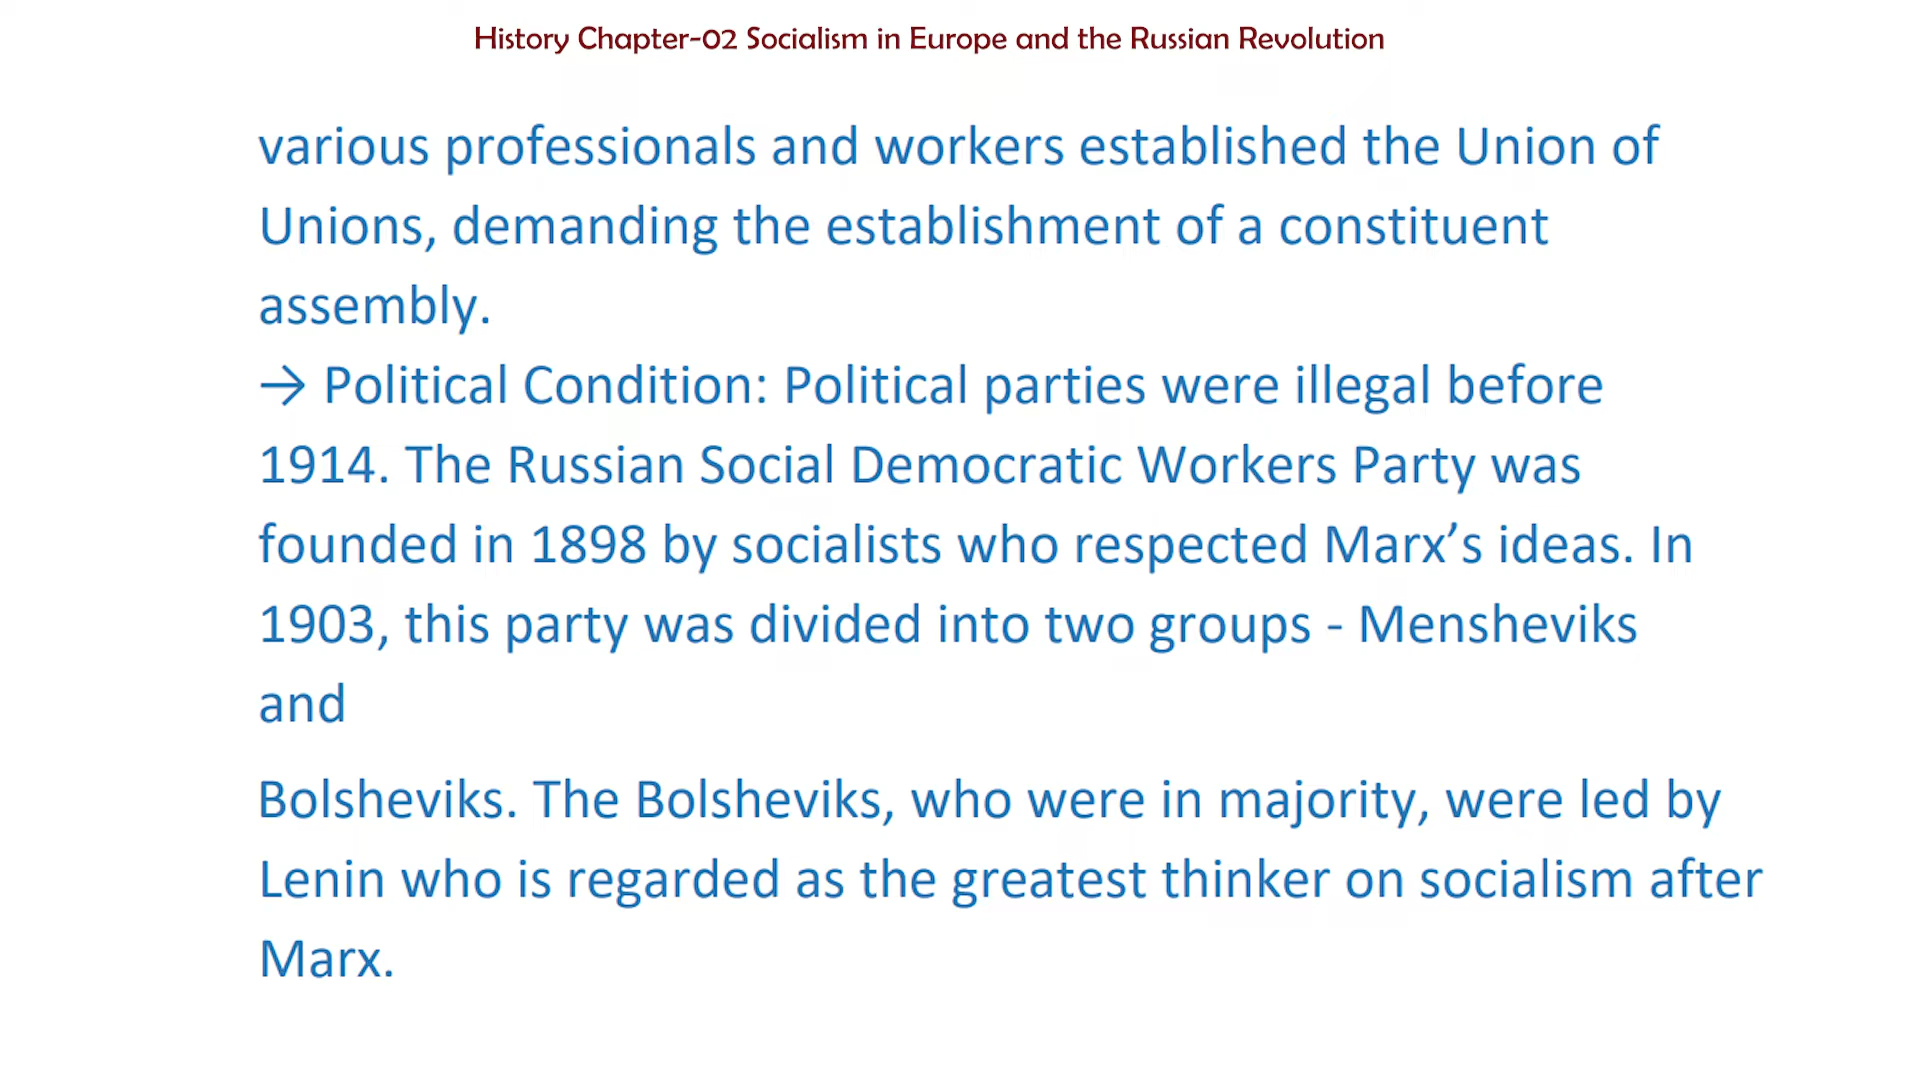 History Chapter-02 Socialism in Europe and the Russian Revolution
various professionals and workers established the Union of
Unions, demanding the establishment of a constituent
assembly.
→ Political Condition: Political parties were illegal before
1914. The Russian Social Democratic Workers Party was
founded in 1898 by socialists who respected Marx’s ideas. In
1903, this party was divided into two groups - Mensheviks
and
Bolsheviks. The Bolsheviks, who were in majority, were led by
Lenin who is regarded as the greatest thinker on socialism after
Marx.